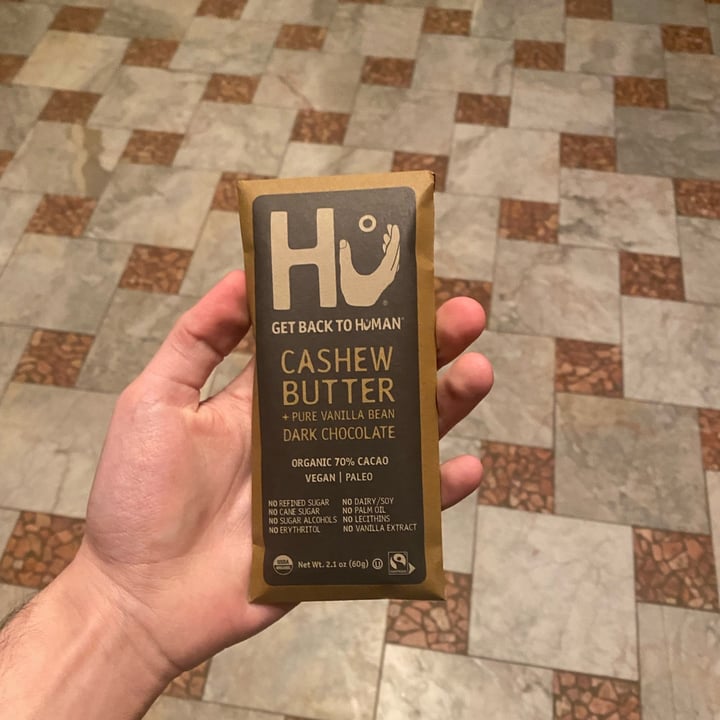 Hu
GET BACK TO HUMAN
CASHEW
BUTTER
+ PURE VANILLA BEAN
DARK CHOCOLATE
ORGANIC 70% CACAO
VEGAN | PALEO
NO REFINED SUGAR NO DAIRY/SOY
NO CANE SUGAR NO PALM OIL
NO SUGAR ALCOHOLS NO LECITHINS
NO ERYTHRITOL NO VANILLA EXTRACT
USDA
ORGANIC
Net Wt. 2.1 oz (60g) U